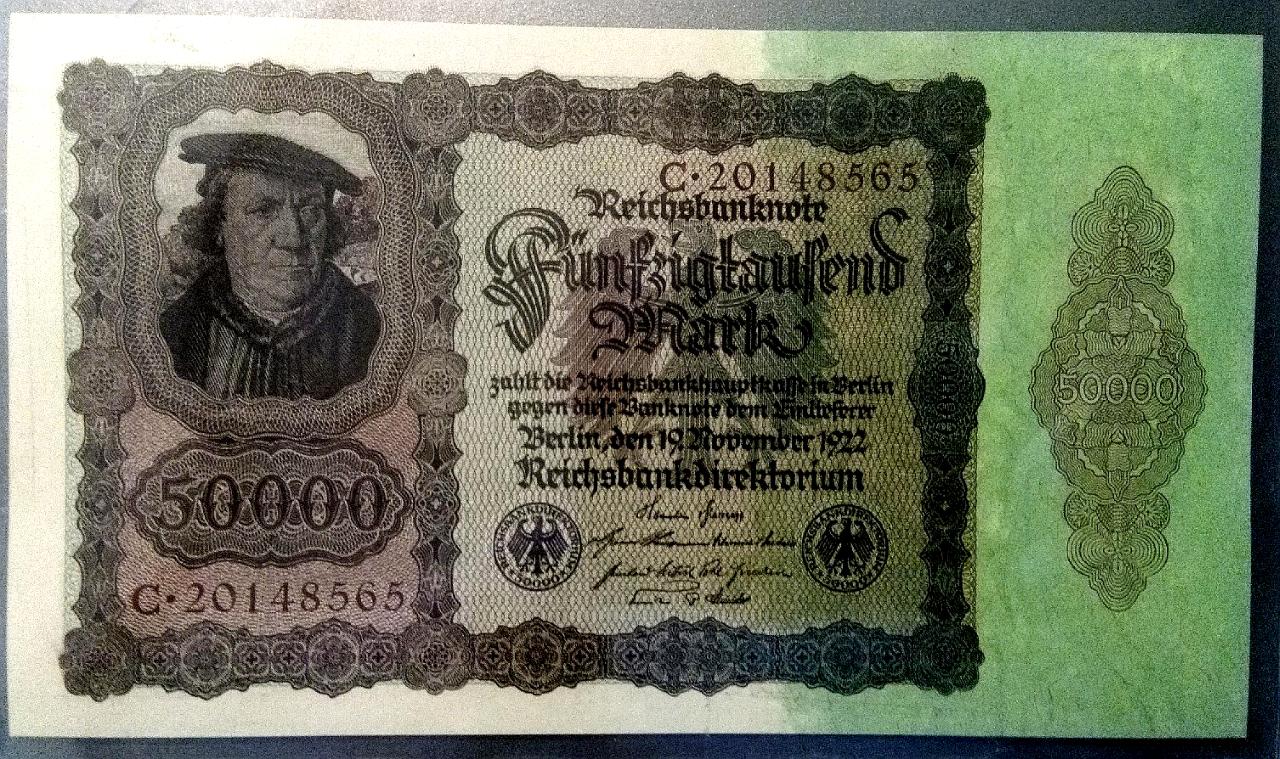 C·20148565
Reichsbanknote
Fünfzigtauſend
Mark
zahlt die Reichsbankhauptkaſſe in Berlin
gegen dieſe Banknote dem Einlieferer
Berlin, den 19. November 1922
Reichsbankdirektorium
50000
C·20148565
50000
50000